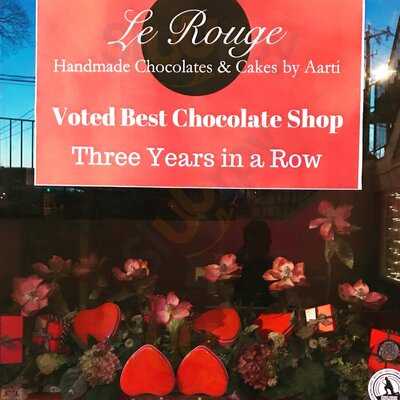 Le Rouge
Handmade Chocolates & Cakes by Aarti
Voted Best Chocolate Shop
Three Years in a Row